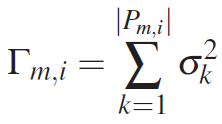 Γ_{m,i} = \sum_{k=1}^{|P_{m,i}|} σ_k^2